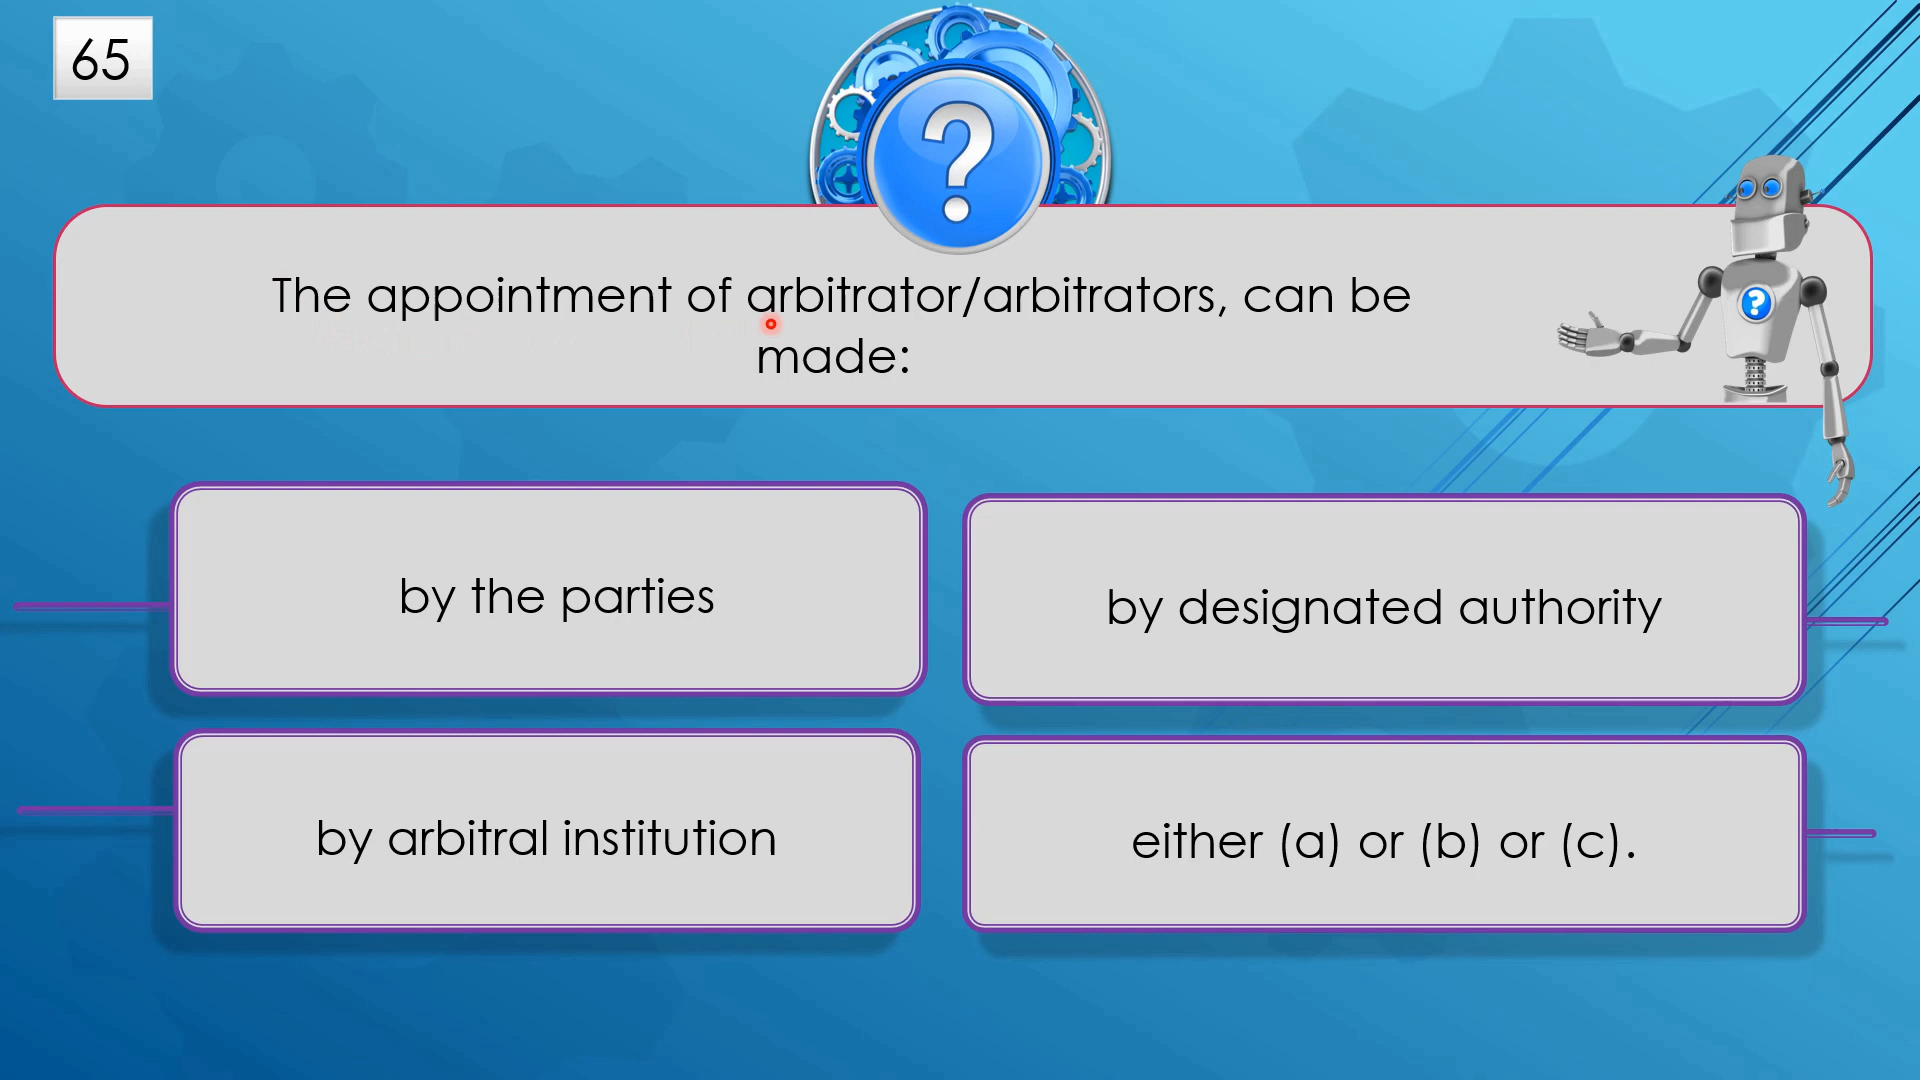 65
?
The appointment of arbitrator/arbitrators, can be
made:
?
by the parties
by designated authority
by arbitral institution
either (a) or (b) or (c).